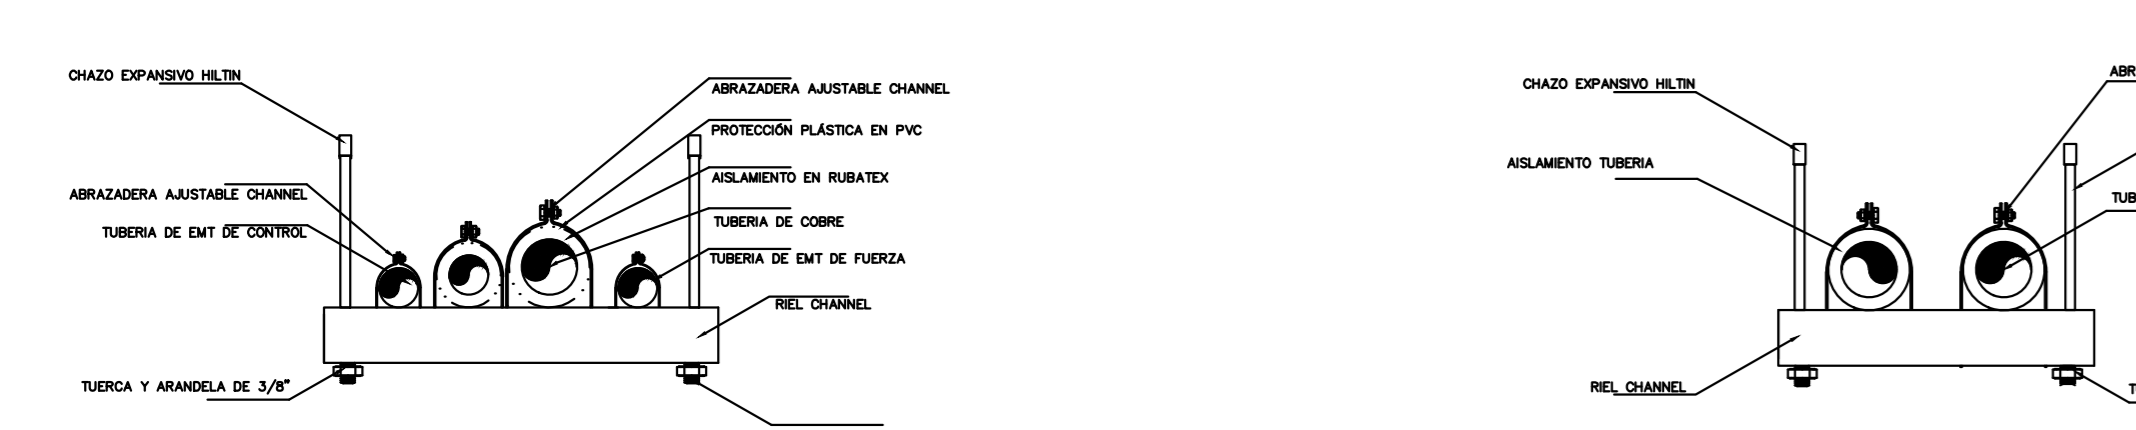 CHAZO EXPANSIVO HILTIN
ABRAZADERA AJUSTABLE CHANNEL
PROTECCIÓN PLÁSTICA EN PVC
AISLAMIENTO EN RUBATEX
ABRAZADERA AJUSTABLE CHANNEL
TUBERIA DE COBRE
TUBERIA DE EMT DE CONTROL
TUBERIA DE EMT DE FUERZA
RIEL CHANNEL
TUERCA Y ARANDELA DE 3/8"
CHAZO EXPANSIVO HILTIN
AISLAMIENTO TUBERIA
RIEL CHANNEL